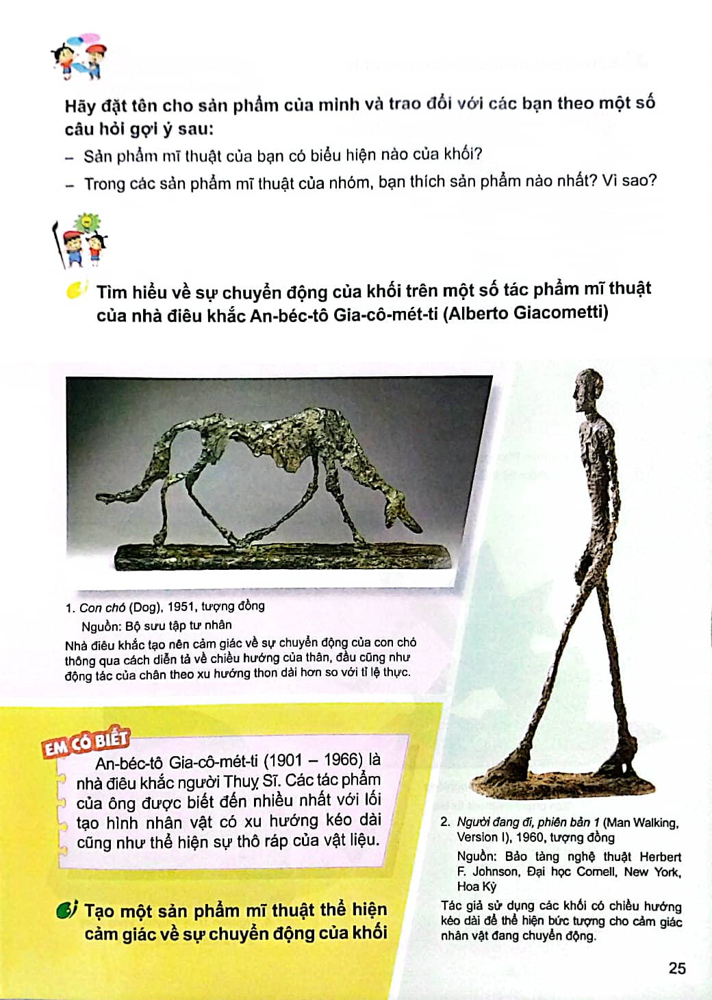 Hãy đặt tên cho sản phẩm của mình và trao đổi với các bạn theo một số
câu hỏi gợi ý sau:
– Sản phẩm mĩ thuật của bạn có biểu hiện nào của khối?
– Trong các sản phẩm mĩ thuật của nhóm, bạn thích sản phẩm nào nhất? Vì sao?
Tìm hiểu về sự chuyển động của khối trên một số tác phẩm mĩ thuật
của nhà điêu khắc An-béc-tô Gia-cô-mét-ti (Alberto Giacometti)
1. Con chó (Dog), 1951, tượng đồng
Nguồn: Bộ sưu tập tư nhân
Nhà điêu khắc tạo nên cảm giác về sự chuyển động của con chó
thông qua cách diễn tả về chiều hướng của thân, đầu cũng như
động tác của chân theo xu hướng thon dài hơn so với tỉ lệ thực.
EM CÓ BIẾT
An-béc-tô Gia-cô-mét-ti (1901 – 1966) là
nhà điêu khắc người Thuỵ Sĩ. Các tác phẩm
của ông được biết đến nhiều nhất với lối
tạo hình nhân vật có xu hướng kéo dài
cũng như thể hiện sự thô ráp của vật liệu.
2. Người đang đi, phiên bản 1 (Man Walking,
Version I), 1960, tượng đồng
Nguồn: Bảo tàng nghệ thuật Herbert
F. Johnson, Đại học Cornell, New York,
Hoa Kỳ
Tác giả sử dụng các khối có chiều hướng
kéo dài để thể hiện bức tượng cho cảm giác
nhân vật đang chuyển động.
Tạo một sản phẩm mĩ thuật thể hiện
cảm giác về sự chuyển động của khối
25